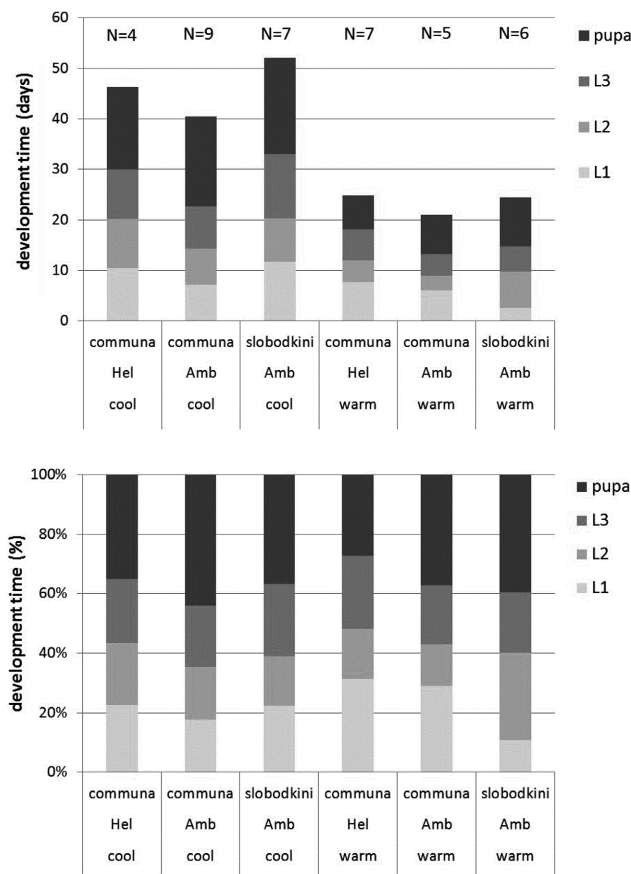 60
50
40
30
20
10
0
development time (days)
N=4 N=9 N=7 N=7 N=5 N=6
pupa
L3
L2
L1
communa communa slobodkini communa communa slobodkini
Hel Amb Amb Hel Amb Amb
cool cool cool warm warm warm
100%
80%
60%
40%
20%
0%
development time (%)
pupa
L3
L2
L1
communa communa slobodkini communa communa slobodkini
Hel Amb Amb Hel Amb Amb
cool cool cool warm warm warm